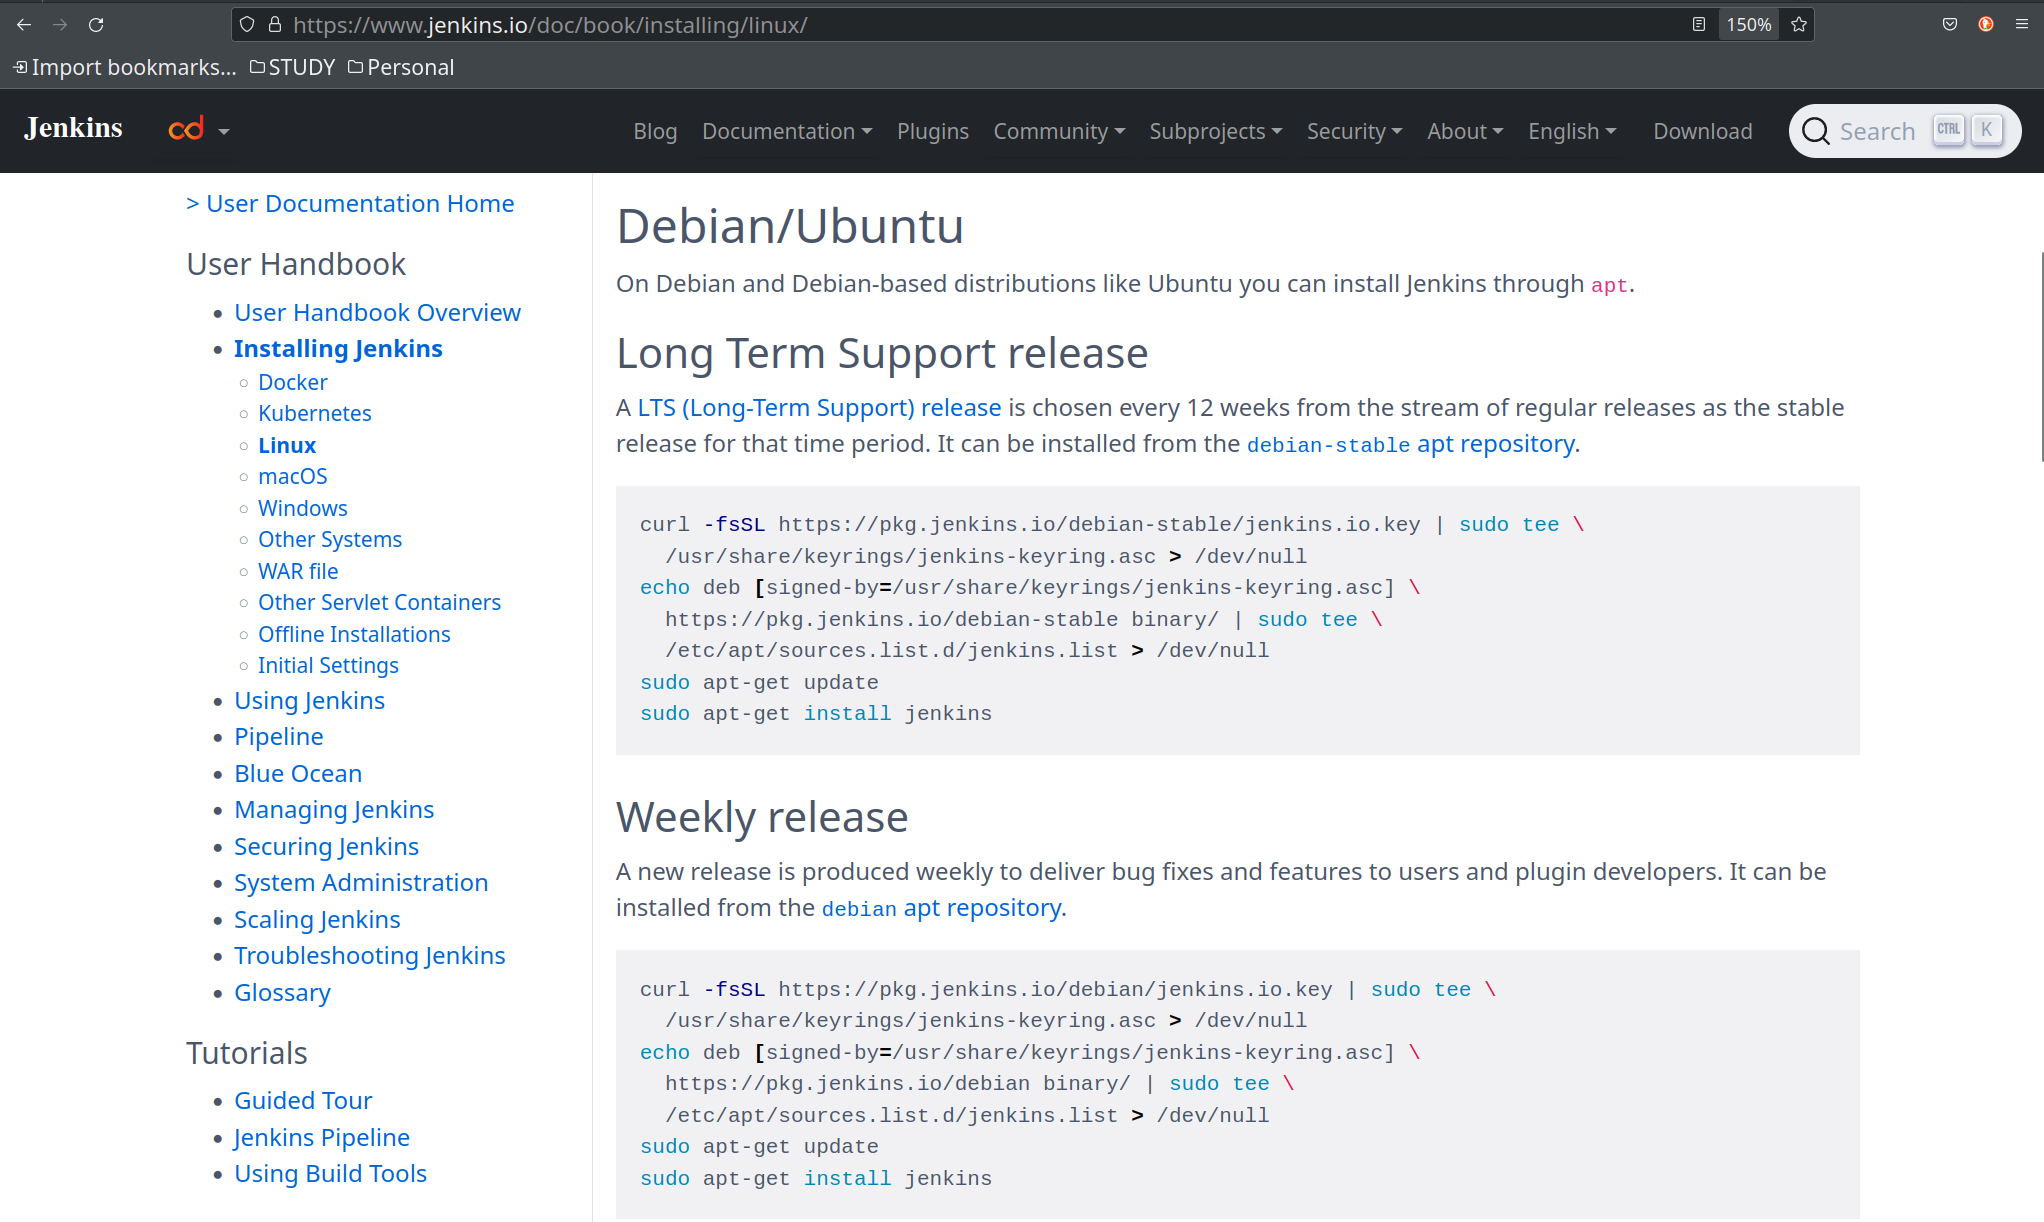 https://www.jenkins.io/doc/book/installing/linux/
150%
Import bookmarks... STUDY Personal
Jenkins
cd
Blog Documentation Plugins Community Subprojects Security About English Download
Search CTRL K
> User Documentation Home
User Handbook
User Handbook Overview
Installing Jenkins
Docker
Kubernetes
Linux
macOS
Windows
Other Systems
WAR file
Other Servlet Containers
Offline Installations
Initial Settings
Using Jenkins
Pipeline
Blue Ocean
Managing Jenkins
Securing Jenkins
System Administration
Scaling Jenkins
Troubleshooting Jenkins
Glossary
Tutorials
Guided Tour
Jenkins Pipeline
Using Build Tools
Debian/Ubuntu
On Debian and Debian-based distributions like Ubuntu you can install Jenkins through apt.
Long Term Support release
A LTS (Long-Term Support) release is chosen every 12 weeks from the stream of regular releases as the stable
release for that time period. It can be installed from the debian-stable apt repository.
curl -fsSL https://pkg.jenkins.io/debian-stable/jenkins.io.key | sudo tee \
/usr/share/keyrings/jenkins-keyring.asc > /dev/null
echo deb [signed-by=/usr/share/keyrings/jenkins-keyring.asc] \
https://pkg.jenkins.io/debian-stable binary/ | sudo tee \
/etc/apt/sources.list.d/jenkins.list > /dev/null
sudo apt-get update
sudo apt-get install jenkins
Weekly release
A new release is produced weekly to deliver bug fixes and features to users and plugin developers. It can be
installed from the debian apt repository.
curl -fsSL https://pkg.jenkins.io/debian/jenkins.io.key | sudo tee \
/usr/share/keyrings/jenkins-keyring.asc > /dev/null
echo deb [signed-by=/usr/share/keyrings/jenkins-keyring.asc] \
https://pkg.jenkins.io/debian binary/ | sudo tee \
/etc/apt/sources.list.d/jenkins.list > /dev/null
sudo apt-get update
sudo apt-get install jenkins